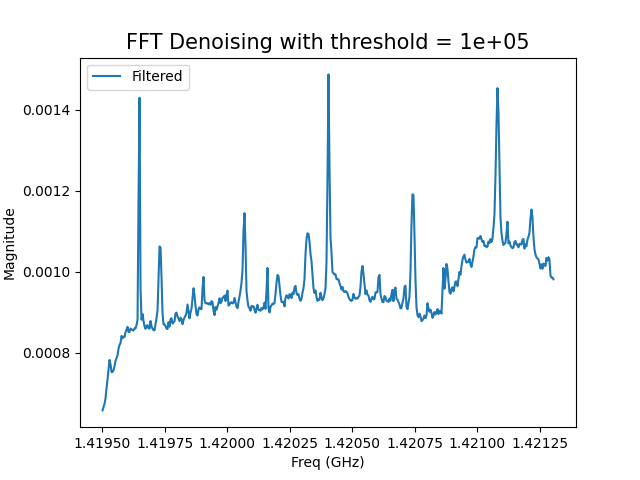 FFT Denoising with threshold = 1e+05
Filtered
0.0014
0.0012
0.0010
0.0008
Magnitude
1.41950 1.41975 1.42000 1.42025 1.42050 1.42075 1.42100 1.42125
Freq (GHz)